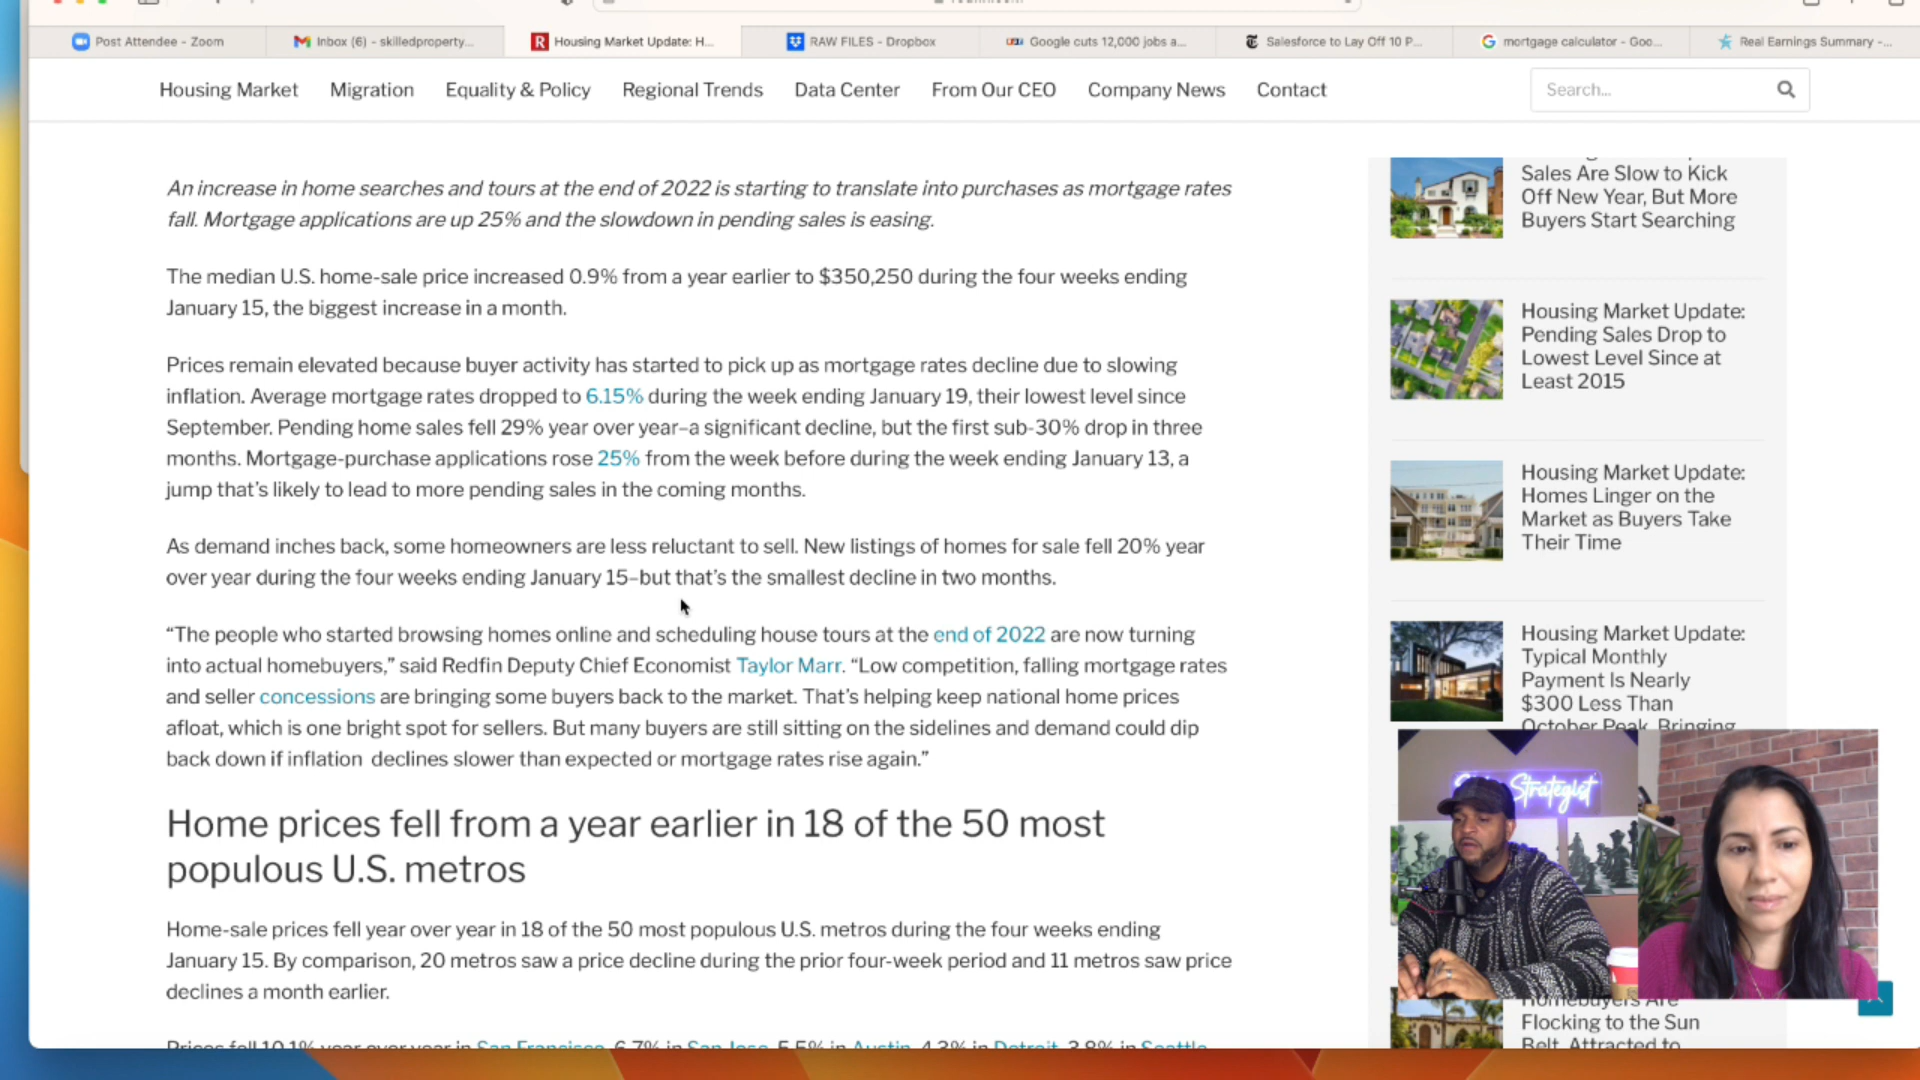 Post Attendee - Zoom
Inbox (6) - skilledproperty...
Housing Market Update: H...
RAW FILES - Dropbox
Google cuts 12,000 jobs a...
Salesforce to Lay Off 10 P...
mortgage calculator - Goo...
Real Earnings Summary -...
Housing Market
Migration
Equality & Policy
Regional Trends
Data Center
From Our CEO
Company News
Contact
Search...
An increase in home searches and tours at the end of 2022 is starting to translate into purchases as mortgage rates
fall. Mortgage applications are up 25% and the slowdown in pending sales is easing.
The median U.S. home-sale price increased 0.9% from a year earlier to $350,250 during the four weeks ending
January 15, the biggest increase in a month.
Prices remain elevated because buyer activity has started to pick up as mortgage rates decline due to slowing
inflation. Average mortgage rates dropped to 6.15% during the week ending January 19, their lowest level since
September. Pending home sales fell 29% year over year–a significant decline, but the first sub-30% drop in three
months. Mortgage-purchase applications rose 25% from the week before during the week ending January 13, a
jump that's likely to lead to more pending sales in the coming months.
As demand inches back, some homeowners are less reluctant to sell. New listings of homes for sale fell 20% year
over year during the four weeks ending January 15–but that's the smallest decline in two months.
“The people who started browsing homes online and scheduling house tours at the end of 2022 are now turning
into actual homebuyers,” said Redfin Deputy Chief Economist Taylor Marr. “Low competition, falling mortgage rates
and seller concessions are bringing some buyers back to the market. That's helping keep national home prices
afloat, which is one bright spot for sellers. But many buyers are still sitting on the sidelines and demand could dip
back down if inflation declines slower than expected or mortgage rates rise again.”
Home prices fell from a year earlier in 18 of the 50 most
populous U.S. metros
Home-sale prices fell year over year in 18 of the 50 most populous U.S. metros during the four weeks ending
January 15. By comparison, 20 metros saw a price decline during the prior four-week period and 11 metros saw price
declines a month earlier.
Prices fell 10.1% year over year in San Francisco, 6.7% in San Jose, 5.5% in Austin, 4.3% in Detroit, 3.8% in Seattle,
Sales Are Slow to Kick
Off New Year, But More
Buyers Start Searching
Housing Market Update:
Pending Sales Drop to
Lowest Level Since at
Least 2015
Housing Market Update:
Homes Linger on the
Market as Buyers Take
Their Time
Housing Market Update:
Typical Monthly
Payment Is Nearly
$300 Less Than
October Peak, Bringing
Strategist
Homebuyers Are
Flocking to the Sun
Belt, Attracted to